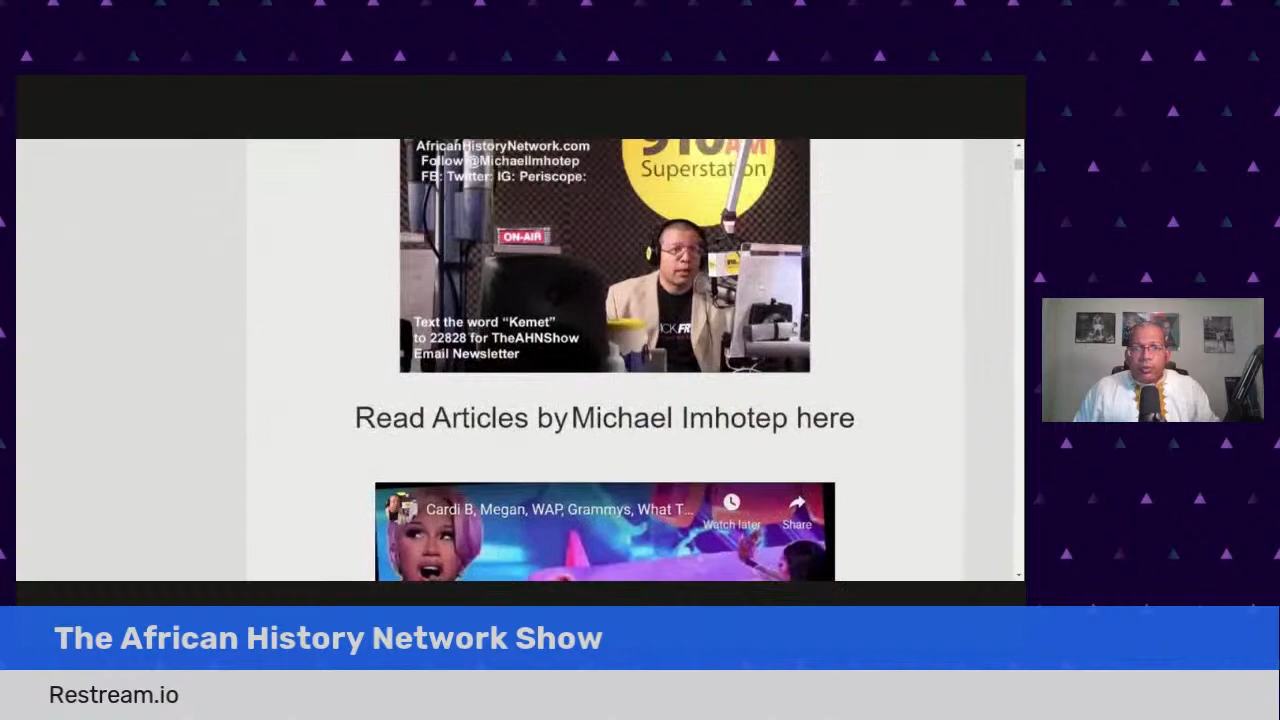 AfricanHistoryNetwork.com
Follow @MichaelImhotep
FB: Twitter: IG: Periscope:
910AM
Superstation
ON-AIR
Text the word “Kemet”
to 22828 for TheAHNShow
Email Newsletter
Read Articles by Michael Imhotep here
Cardi B, Megan, WAP, Grammys, What T...
Watch later
Share
The African History Network Show
Restream.io